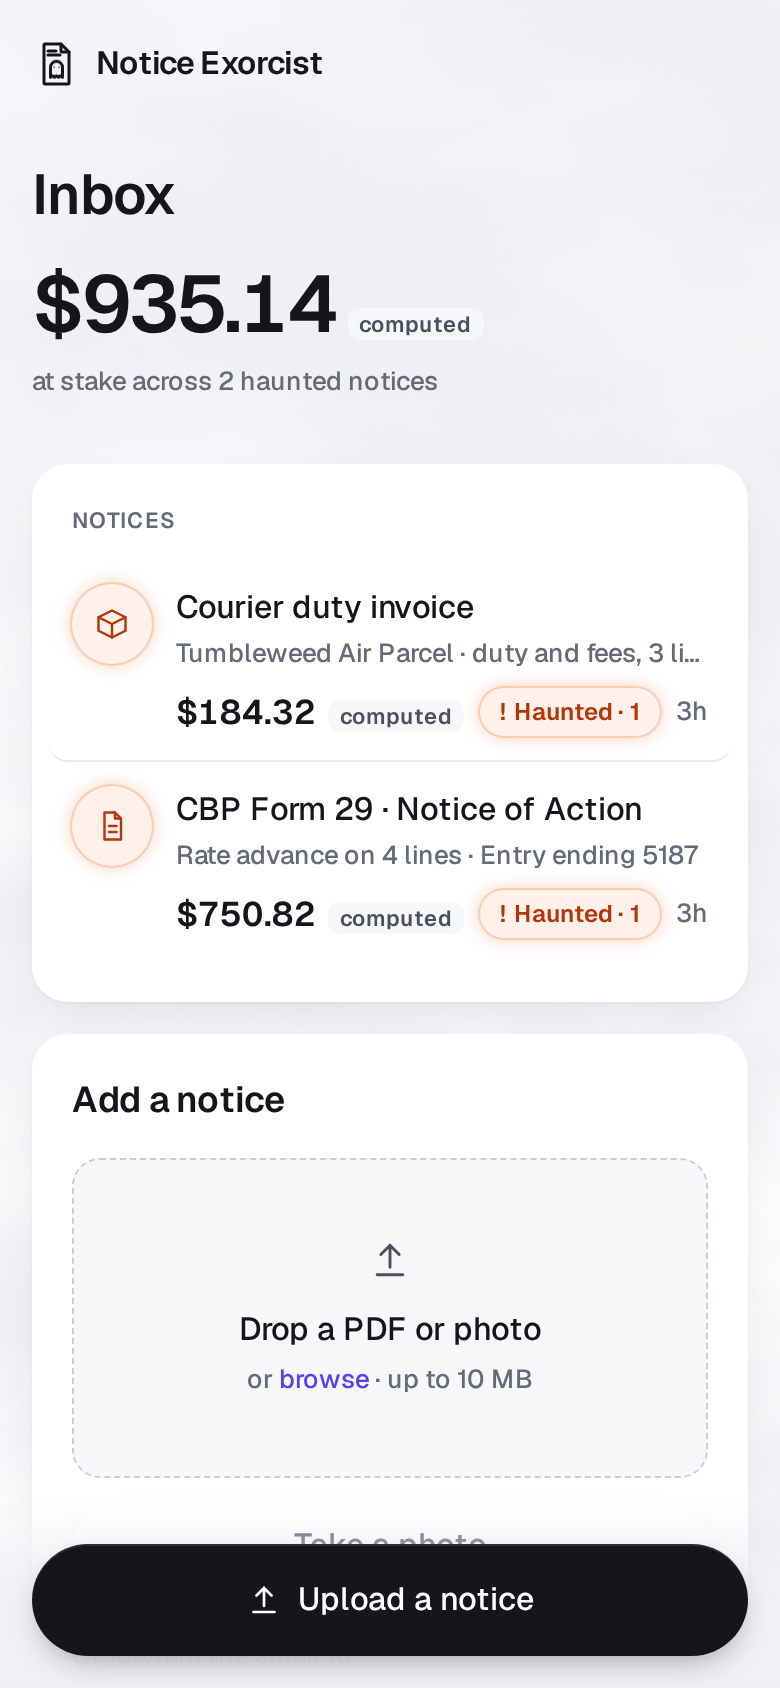 Notice Exorcist
Inbox
$935.14 computed
at stake across 2 haunted notices
NOTICES
Courier duty invoice
Tumbleweed Air Parcel · duty and fees, 3 li...
$184.32 computed ! Haunted · 1 3h
CBP Form 29 · Notice of Action
Rate advance on 4 lines · Entry ending 5187
$750.82 computed ! Haunted · 1 3h
Add a notice
Drop a PDF or photo
or browse · up to 10 MB
Take a photo
Upload a notice